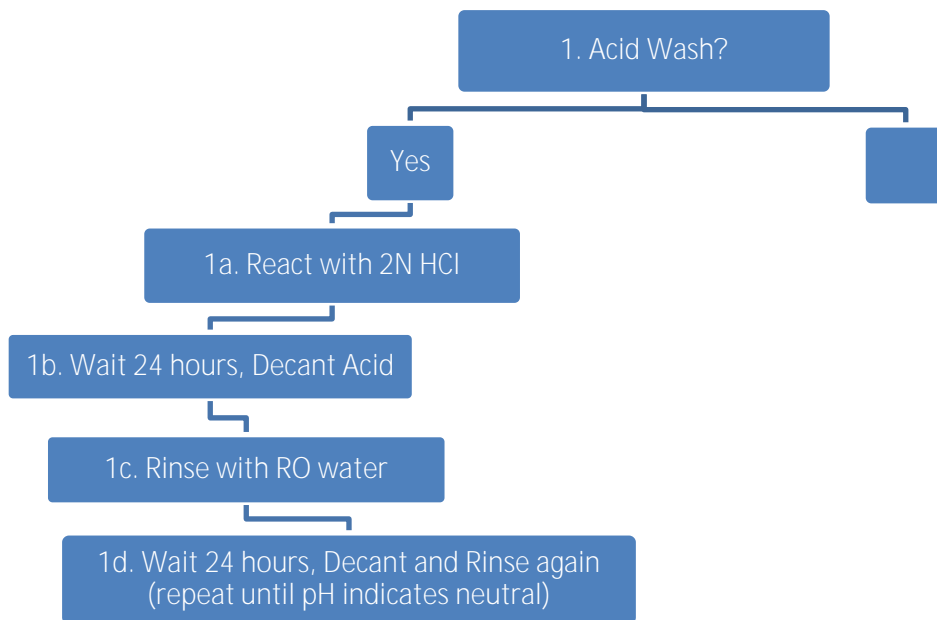 1. Acid Wash?
Yes
1a. React with 2N HCl
1b. Wait 24 hours, Decant Acid
1c. Rinse with RO water
1d. Wait 24 hours, Decant and Rinse again
(repeat until pH indicates neutral)